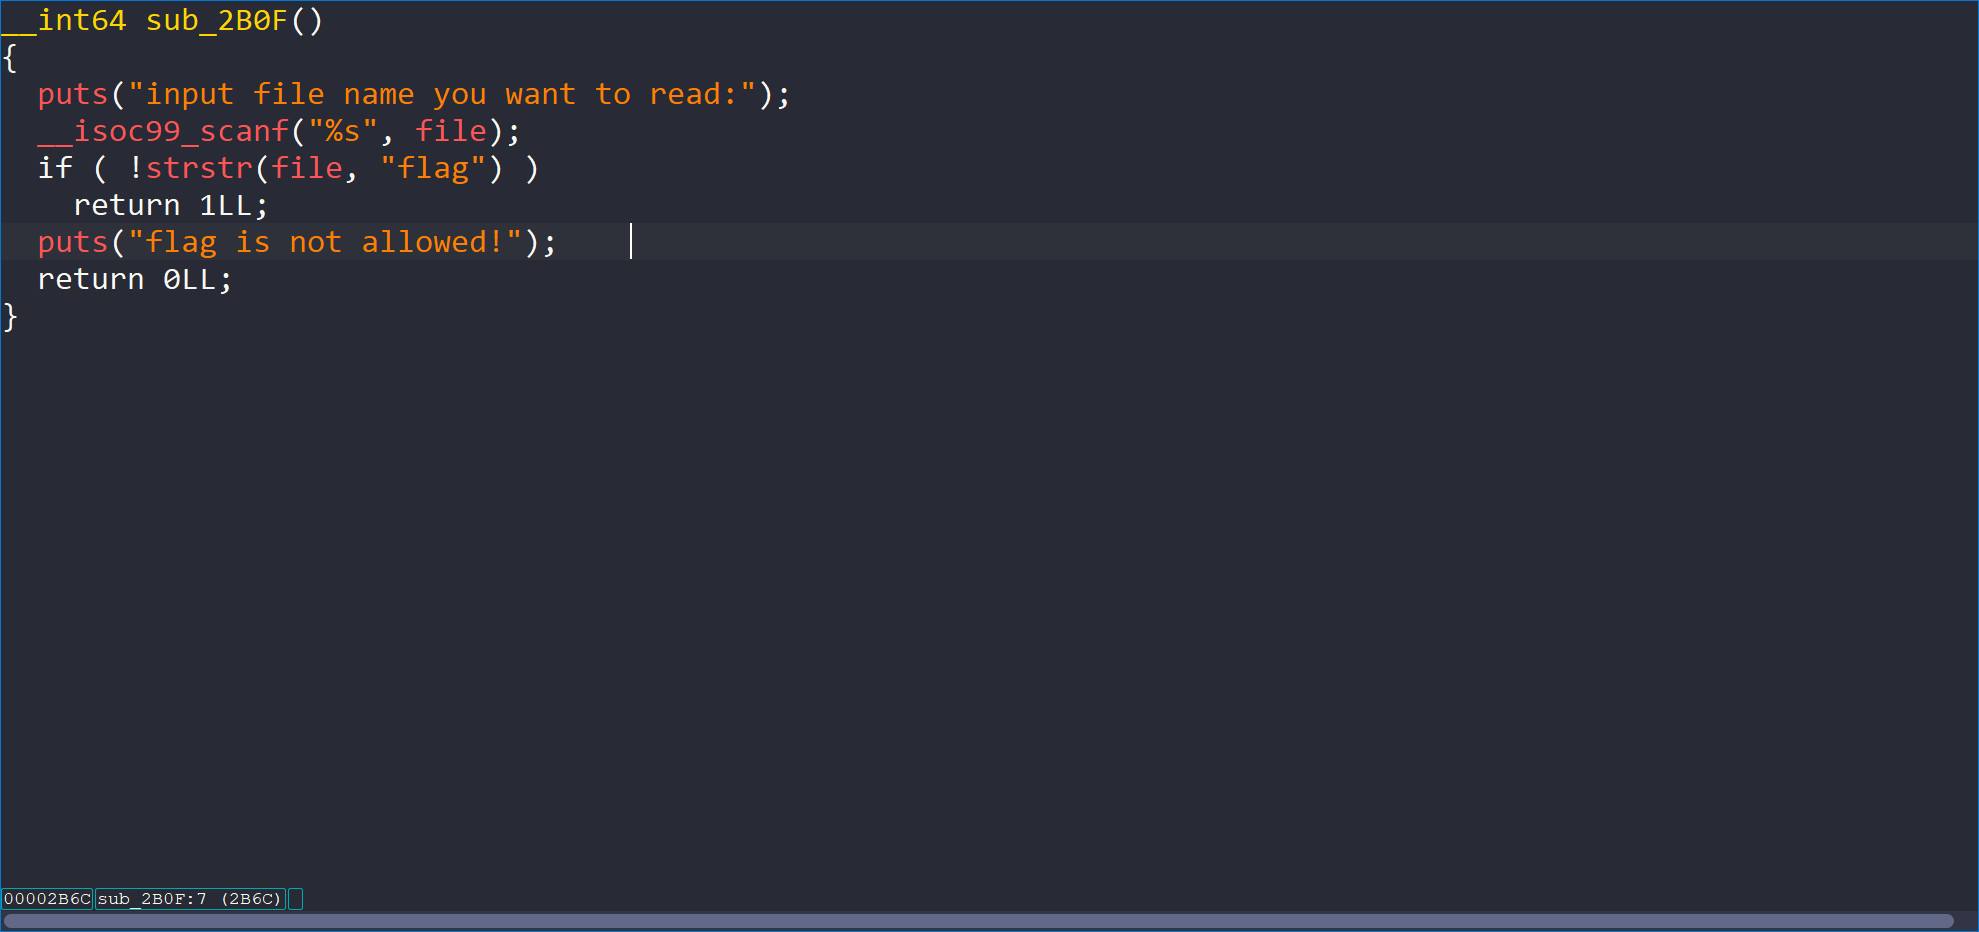 __int64 sub_2B0F()
{
  puts("input file name you want to read:");
  __isoc99_scanf("%s", file);
  if ( !strstr(file, "flag") )
    return 1LL;
  puts("flag is not allowed!");
  return 0LL;
}
00002B6C sub_2B0F:7 (2B6C)